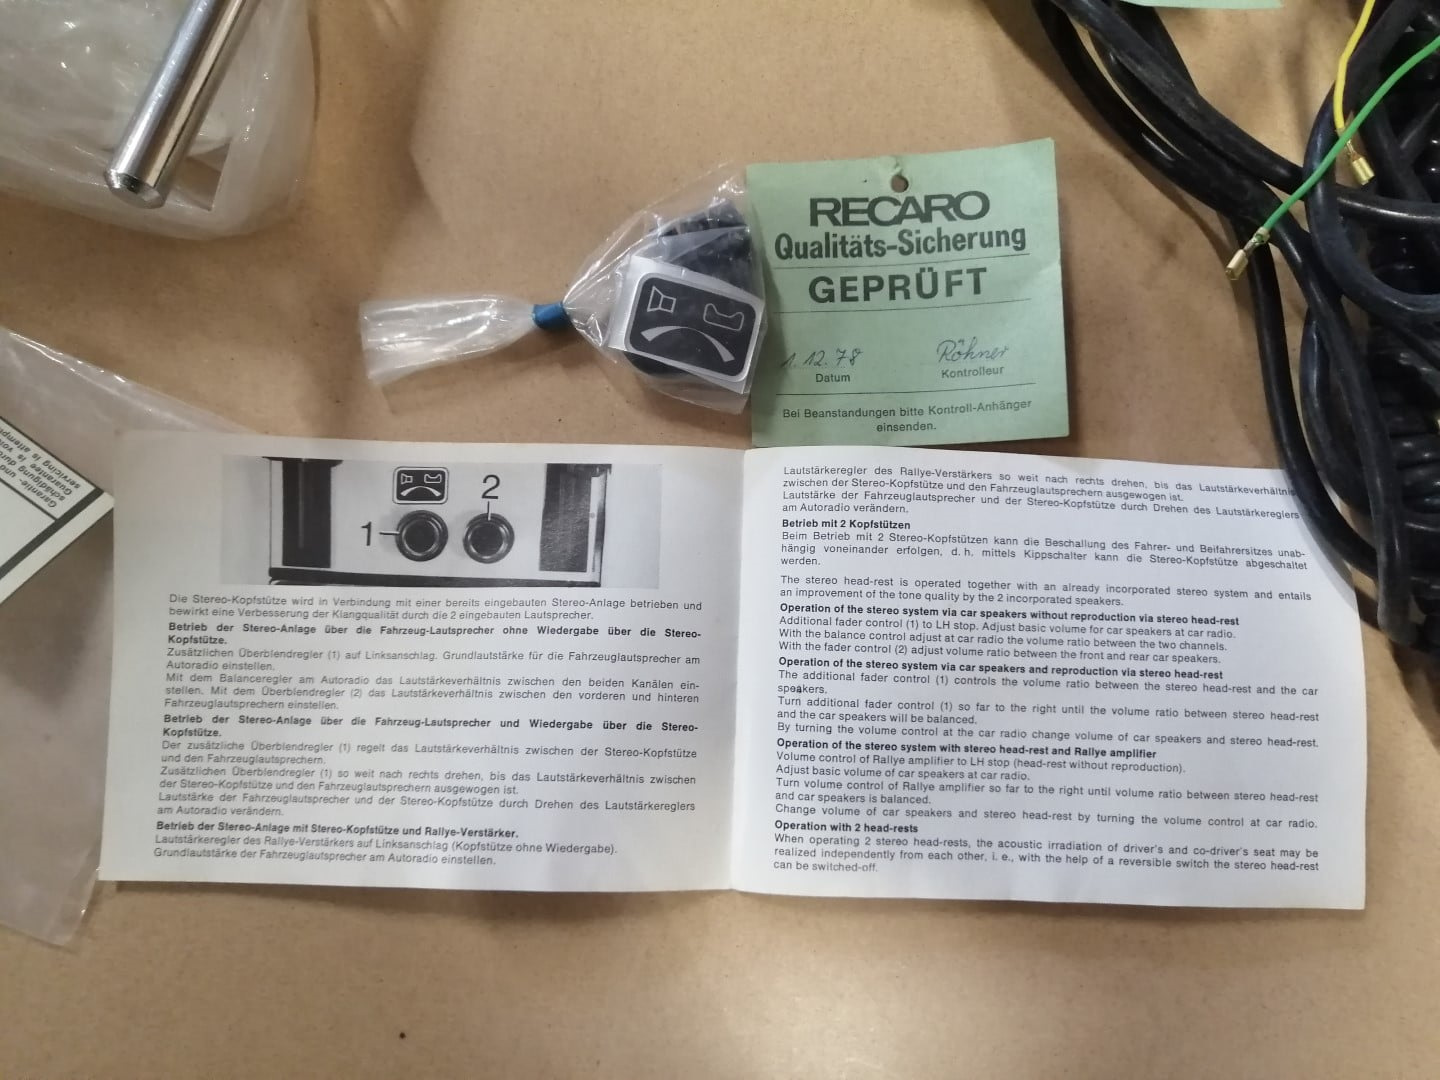 RECARO
Qualitäts-Sicherung
GEPRÜFT
1.12.78
Datum
Röhner
Kontrolleur
Bei Beanstandungen bitte Kontroll-Anhänger
einsenden.
1
2
Die Stereo-Kopfstütze wird in Verbindung mit einer bereits eingebauten Stereo-Anlage betrieben und
bewirkt eine Verbesserung der Klangqualität durch die 2 eingebauten Lautsprecher.
Betrieb der Stereo-Anlage über die Fahrzeug-Lautsprecher ohne Wiedergabe über die Stereo-
Kopfstütze.
Zusätzlichen Überblendregler (1) auf Linksanschlag. Grundlautstärke für die Fahrzeuglautsprecher am
Autoradio einstellen.
Mit dem Balanceregler am Autoradio das Lautstärkeverhältnis zwischen den beiden Kanälen ein-
stellen. Mit dem Überblendregler (2) das Lautstärkeverhältnis zwischen den vorderen und hinteren
Fahrzeuglautsprechern einstellen.
Betrieb der Stereo-Anlage über die Fahrzeug-Lautsprecher und Wiedergabe über die Stereo-
Kopfstütze.
Der zusätzliche Überblendregler (1) regelt das Lautstärkeverhältnis zwischen der Stereo-Kopfstütze
und den Fahrzeuglautsprechern.
Zusätzlichen Überblendregler (1) so weit nach rechts drehen, bis das Lautstärkeverhältnis zwischen
der Stereo-Kopfstütze und den Fahrzeuglautsprechern ausgewogen ist.
Lautstärke der Fahrzeuglautsprecher und der Stereo-Kopfstütze durch Drehen des Lautstärkereglers
am Autoradio verändern.
Betrieb der Stereo-Anlage mit Stereo-Kopfstütze und Rallye-Verstärker.
Lautstärkeregler des Rallye-Verstärkers auf Linksanschlag (Kopfstütze ohne Wiedergabe).
Grundlautstärke der Fahrzeuglautsprecher am Autoradio einstellen.
Lautstärkeregler des Rallye-Verstärkers so weit nach rechts drehen, bis das Lautstärkeverhältnis
zwischen der Stereo-Kopfstütze und den Fahrzeuglautsprechern ausgewogen ist.
Lautstärke der Fahrzeuglautsprecher und der Stereo-Kopfstütze durch Drehen des Lautstärkereglers
am Autoradio verändern.
Betrieb mit 2 Kopfstützen
Beim Betrieb mit 2 Stereo-Kopfstützen kann die Beschallung des Fahrer- und Beifahrersitzes unab-
hängig voneinander erfolgen, d. h. mittels Kippschalter kann die Stereo-Kopfstütze abgeschaltet
werden.
The stereo head-rest is operated together with an already incorporated stereo system and entails
an improvement of the tone quality by the 2 incorporated speakers.
Operation of the stereo system via car speakers without reproduction via stereo head-rest
Additional fader control (1) to LH stop. Adjust basic volume for car speakers at car radio.
With the balance control adjust at car radio the volume ratio between the two channels.
With the fader control (2) adjust volume ratio between the front and rear car speakers.
Operation of the stereo system via car speakers and reproduction via stereo head-rest
The additional fader control (1) controls the volume ratio between the stereo head-rest and the car
speakers.
Turn additional fader control (1) so far to the right until the volume ratio between stereo head-rest
and the car speakers will be balanced.
By turning the volume control at the car radio change volume of car speakers and stereo head-rest.
Operation of the stereo system with stereo head-rest and Rallye amplifier
Volume control of Rallye amplifier to LH stop (head-rest without reproduction).
Adjust basic volume of car speakers at car radio.
Turn volume control of Rallye amplifier so far to the right until volume ratio between stereo head-rest
and car speakers is balanced.
Change volume of car speakers and stereo head-rest by turning the volume control at car radio.
Operation with 2 head-rests
When operating 2 stereo head-rests, the acoustic irradiation of driver's and co-driver's seat may be
realized independently from each other, i. e., with the help of a reversible switch the stereo head-rest
can be switched-off.
Garantie- und
schädigung durch
Guarantee is void
servicing is attemp